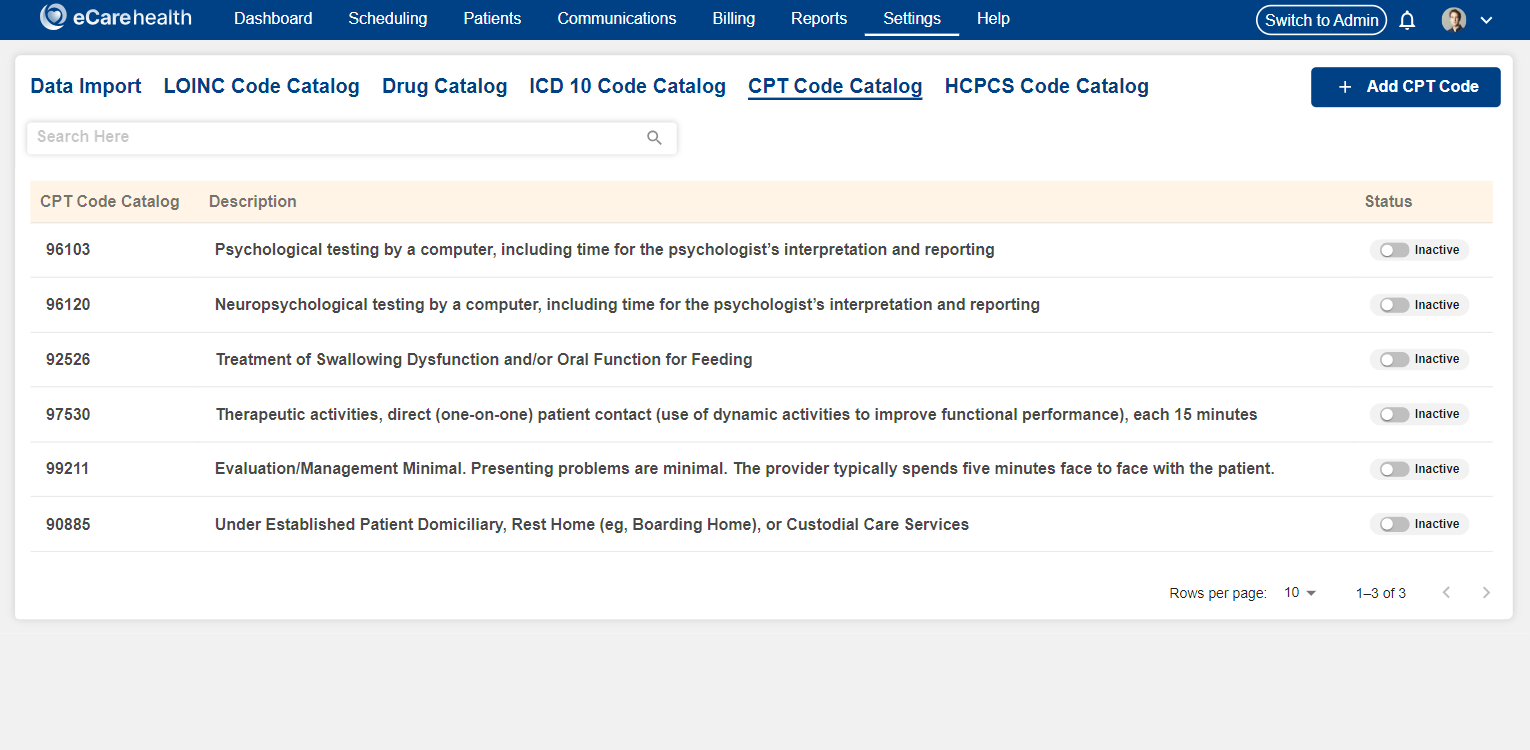 eCarehealth Dashboard Scheduling Patients Communications Billing Reports Settings Help Switch to Admin
Data Import LOINC Code Catalog Drug Catalog ICD 10 Code Catalog CPT Code Catalog HCPCS Code Catalog + Add CPT Code
Search Here
CPT Code Catalog Description Status
96103 Psychological testing by a computer, including time for the psychologist’s interpretation and reporting Inactive
96120 Neuropsychological testing by a computer, including time for the psychologist’s interpretation and reporting Inactive
92526 Treatment of Swallowing Dysfunction and/or Oral Function for Feeding Inactive
97530 Therapeutic activities, direct (one-on-one) patient contact (use of dynamic activities to improve functional performance), each 15 minutes Inactive
99211 Evaluation/Management Minimal. Presenting problems are minimal. The provider typically spends five minutes face to face with the patient. Inactive
90885 Under Established Patient Domiciliary, Rest Home (eg, Boarding Home), or Custodial Care Services Inactive
Rows per page: 10 1–3 of 3